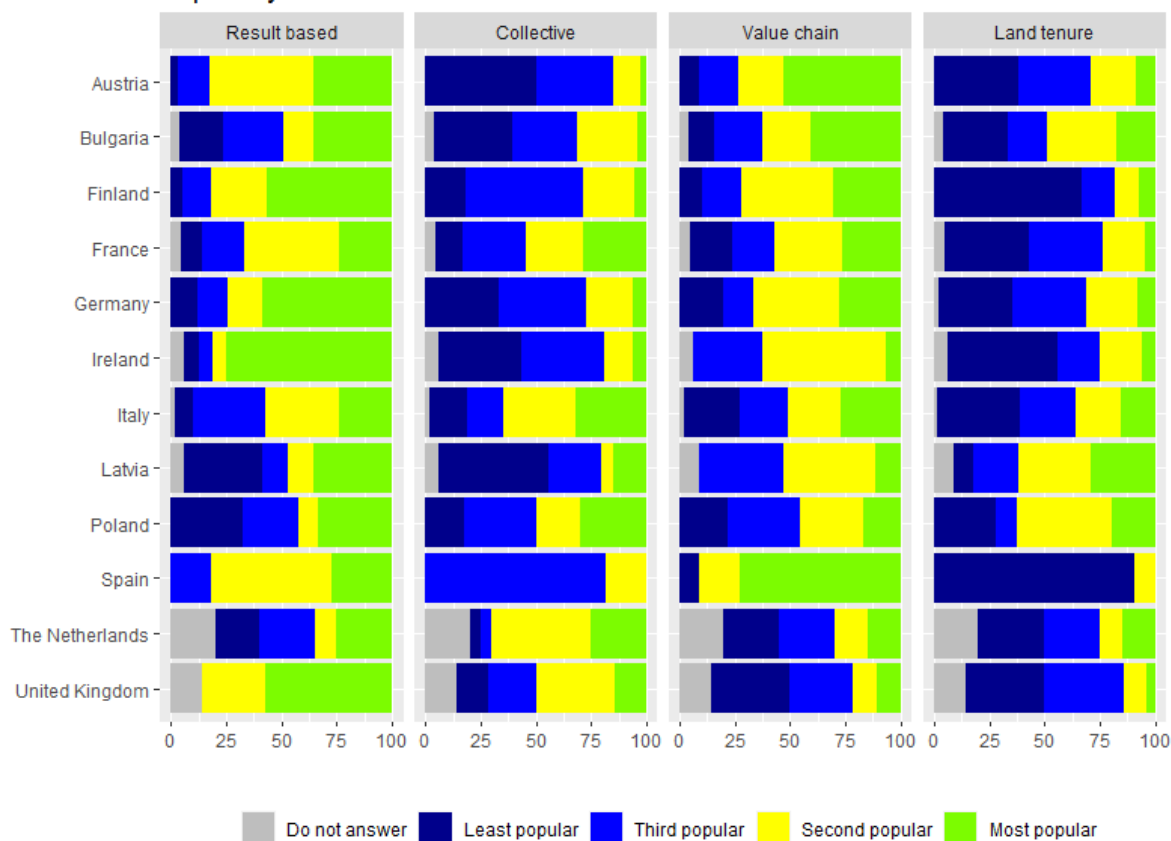 Result based Collective Value chain Land tenure
Austria
Bulgaria
Finland
France
Germany
Ireland
Italy
Latvia
Poland
Spain
The Netherlands
United Kingdom
0 25 50 75 100 0 25 50 75 100 0 25 50 75 100 0 25 50 75 100
Do not answer Least popular Third popular Second popular Most popular